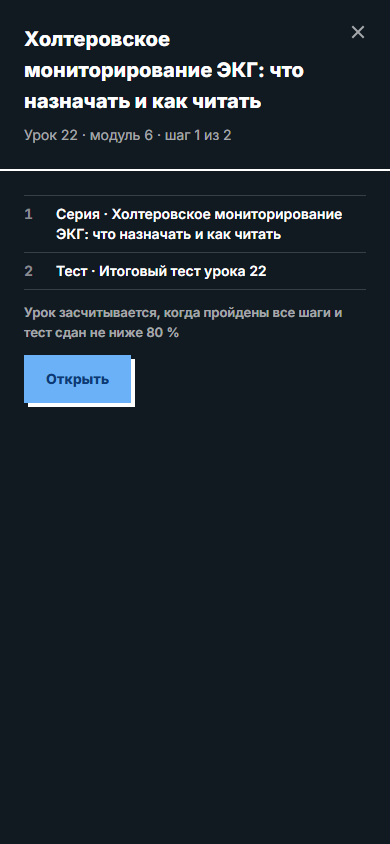 Холтеровское
мониторирование ЭКГ: что
назначать и как читать
Урок 22 · модуль 6 · шаг 1 из 2
1 Серия · Холтеровское мониторирование
ЭКГ: что назначать и как читать
2 Тест · Итоговый тест урока 22
Урок засчитывается, когда пройдены все шаги и
тест сдан не ниже 80 %
Открыть